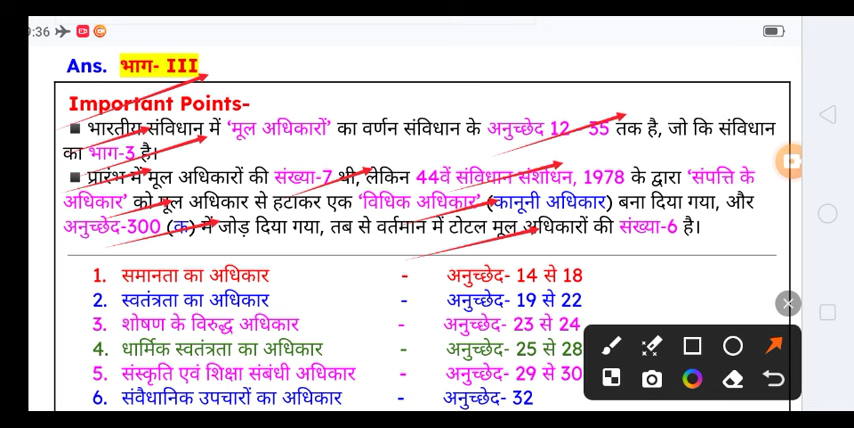 :36
Ans. भाग- III
Important Points-
■ भारतीय संविधान में ‘मूल अधिकारों’ का वर्णन संविधान के अनुच्छेद 12 - 35 तक है, जो कि संविधान
का भाग-3 है।
■ प्रारंभ में मूल अधिकारों की संख्या-7 थी, लेकिन 44वें संविधान संशोधन, 1978 के द्वारा ‘संपत्ति के
अधिकार’ को मूल अधिकार से हटाकर एक ‘विधिक अधिकार’ (कानूनी अधिकार) बना दिया गया, और
अनुच्छेद-300 (क) में जोड़ दिया गया, तब से वर्तमान में टोटल मूल अधिकारों की संख्या-6 है।
1. समानता का अधिकार - अनुच्छेद- 14 से 18
2. स्वतंत्रता का अधिकार - अनुच्छेद- 19 से 22
3. शोषण के विरुद्ध अधिकार - अनुच्छेद- 23 से 24
4. धार्मिक स्वतंत्रता का अधिकार - अनुच्छेद- 25 से 28
5. संस्कृति एवं शिक्षा संबंधी अधिकार - अनुच्छेद- 29 से 30
6. संवैधानिक उपचारों का अधिकार - अनुच्छेद- 32